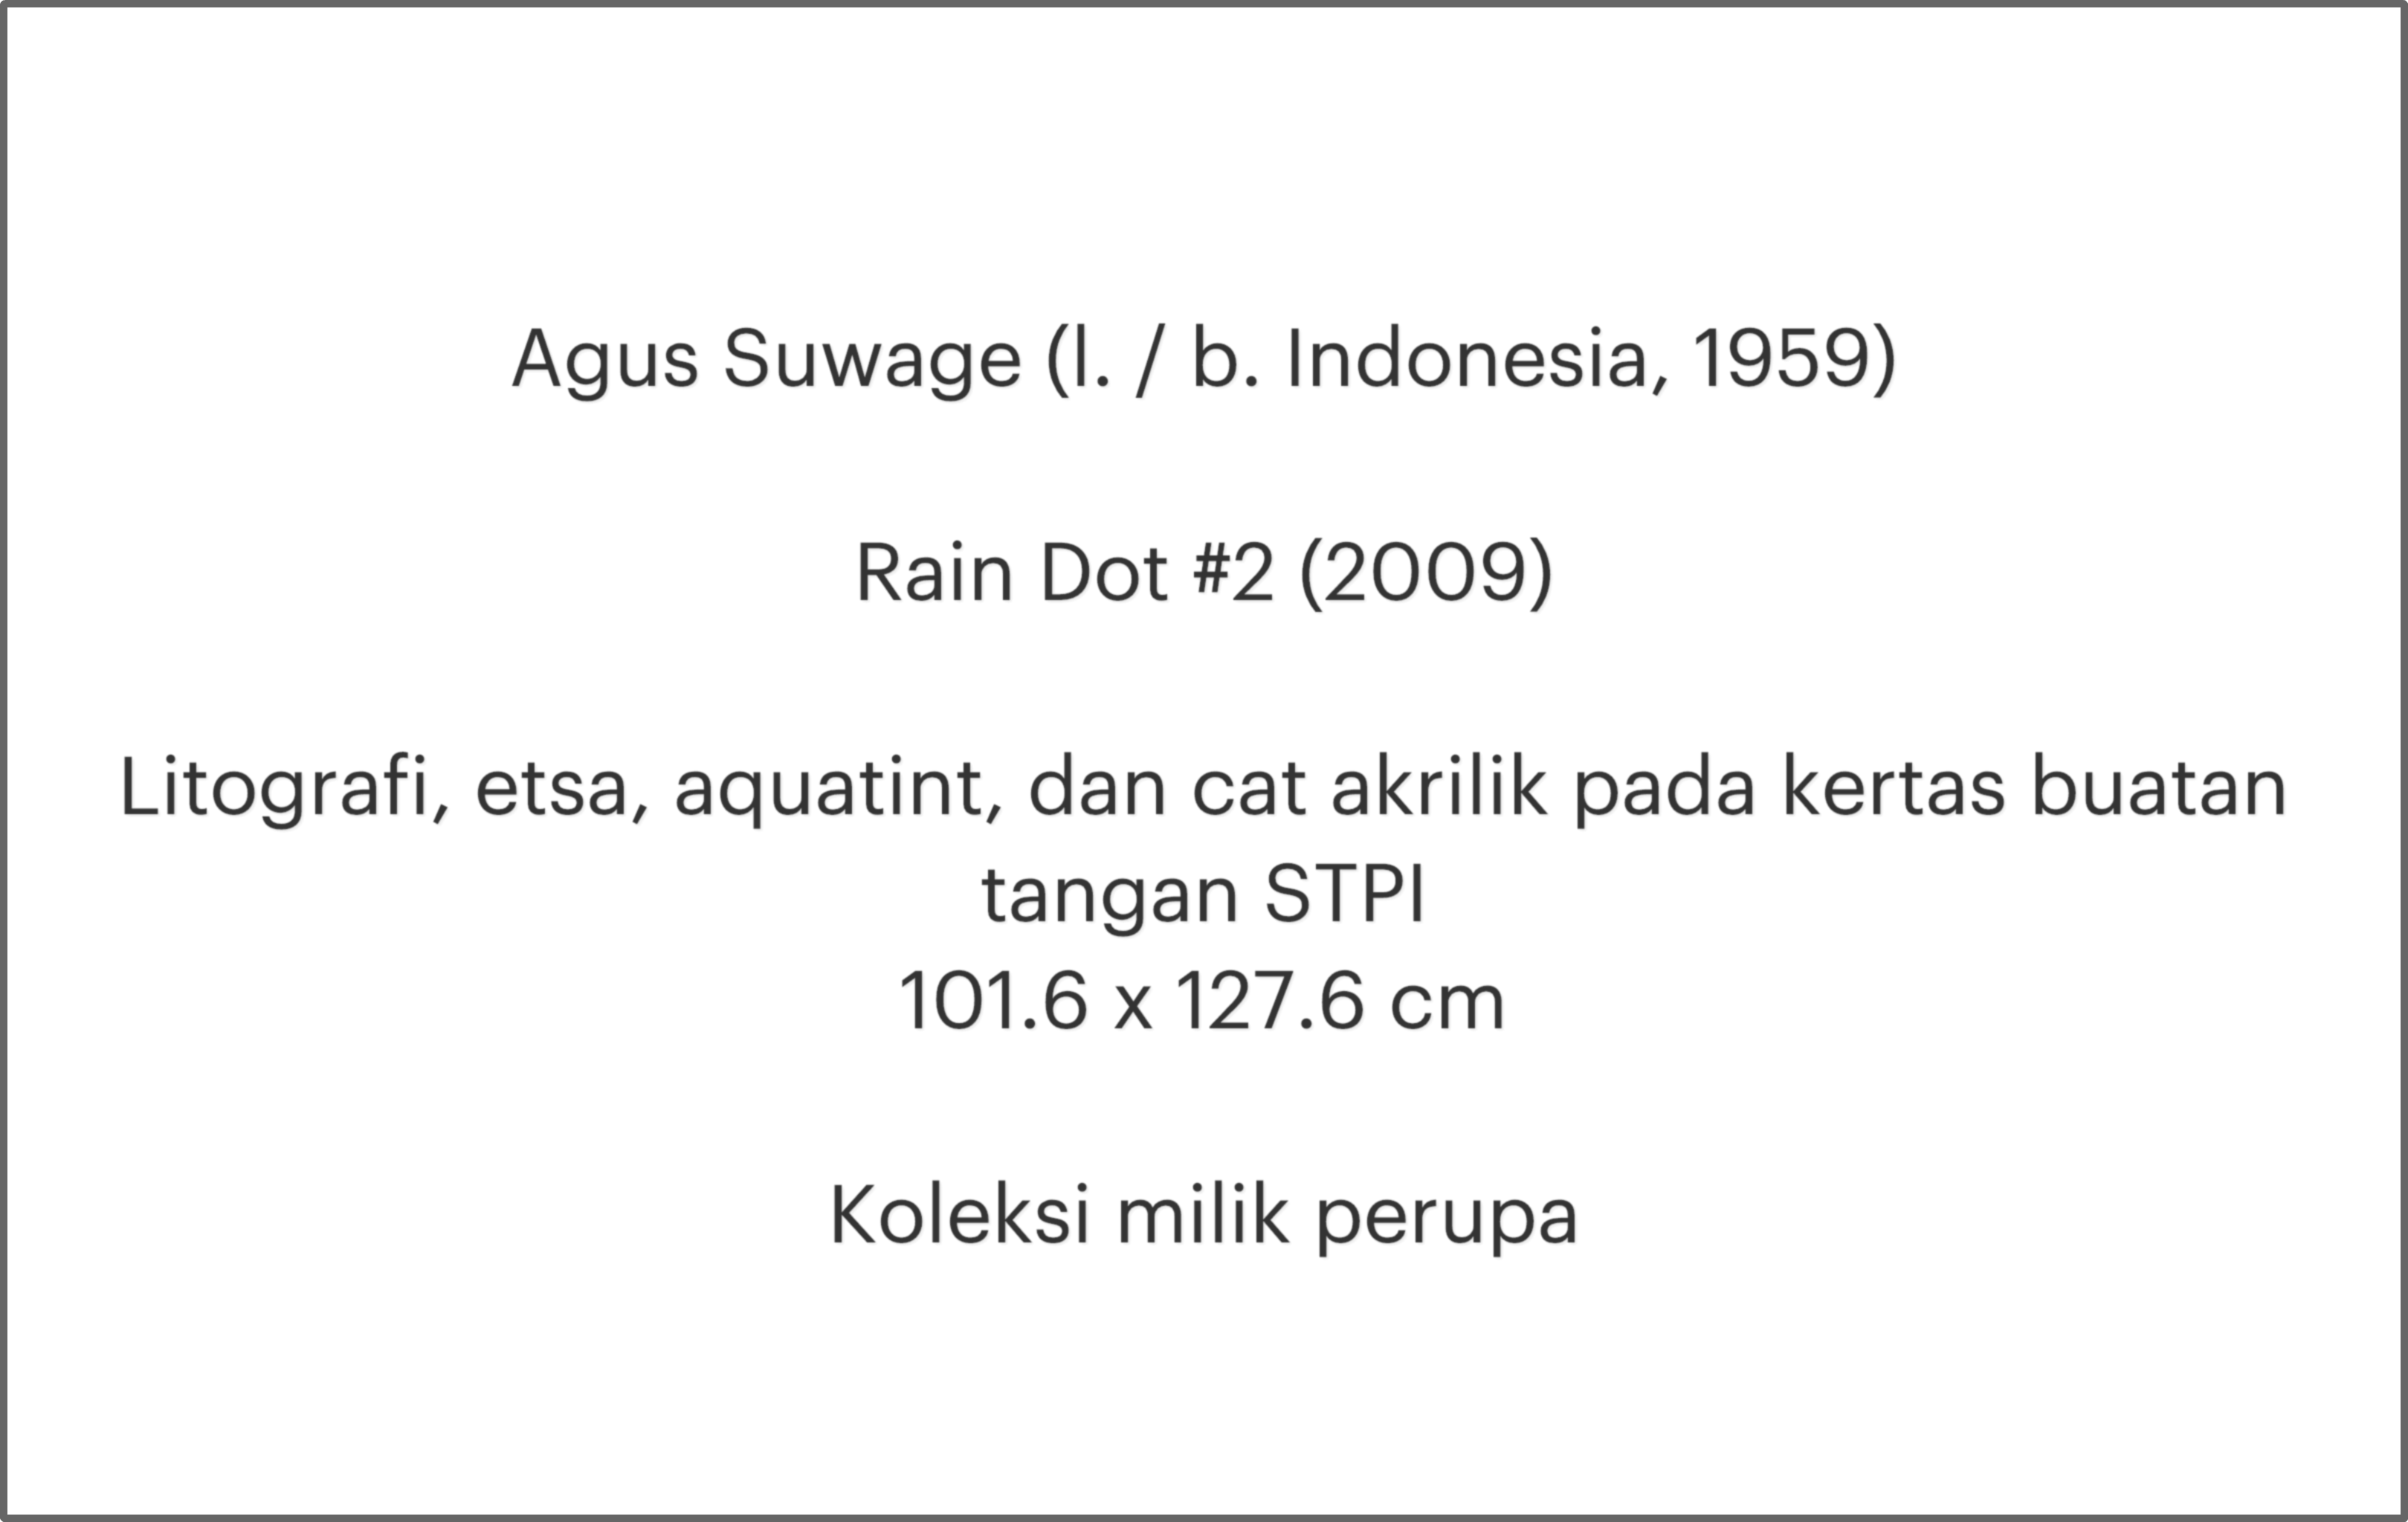 Agus Suwage (l. / b. Indonesia, 1959)
Rain Dot #2 (2009)
Litografi, etsa, aquatint, dan cat akrilik pada kertas buatan
tangan STPI
101.6 x 127.6 cm
Koleksi milik perupa